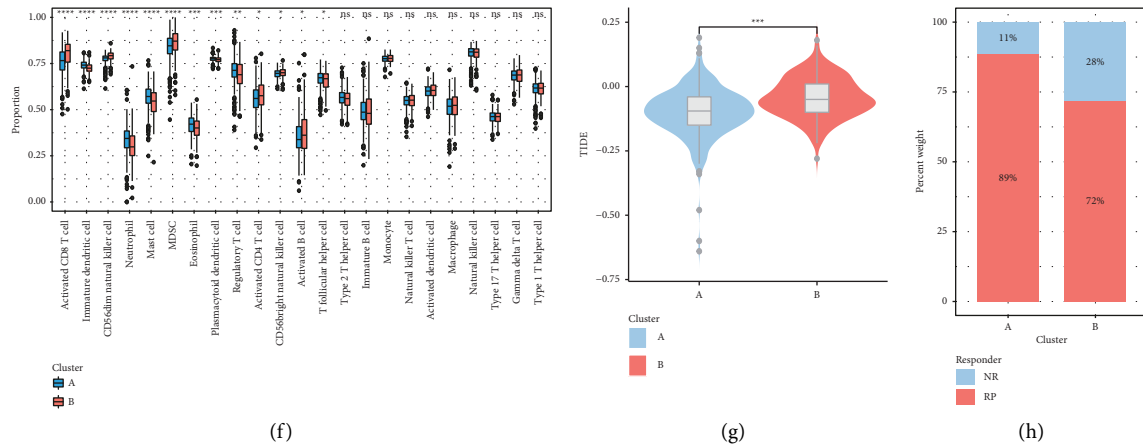 **** **** **** **** **** **** *** *** ** * * * * ns ns ns ns ns ns ns ns ns ns
1.00
0.75
0.50
0.25
0.00
Proportion
Activated CD8 T cell
Immature dendritic cell
CD56dim natural killer cell
Neutrophil
Mast cell
MDSC
Eosinophil
Plasmacytoid dendritic cell
Regulatory T cell
Activated CD4 T cell
CD56bright natural killer cell
Activated B cell
T follicular helper cell
Type 2 T helper cell
Immature B cell
Monocyte
Natural killer T cell
Activated dendritic cell
Macrophage
Natural killer cell
Type 17 T helper cell
Gamma delta T cell
Type 1 T helper cell
Cluster
A
B
(f)
***
0.00
−0.25
−0.50
−0.75
TIDE
A B
Cluster
A
B
(g)
100
75
50
25
0
Percent weight
11%
28%
89%
72%
A B
Cluster
Responder
NR
RP
(h)